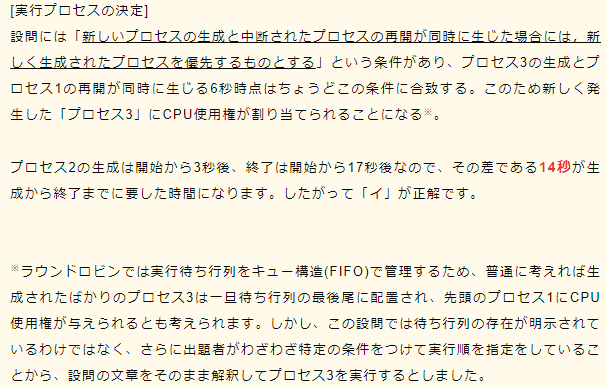 [実行プロセスの決定]
設問には「新しいプロセスの生成と中断されたプロセスの再開が同時に生じた場合には，新
しく生成されたプロセスを優先するものとする」という条件があり、プロセス3の生成とプ
ロセス1の再開が同時に生じる6秒時点はちょうどこの条件に合致する。このため新しく発
生した「プロセス3」にCPU使用権が割り当てられることになる※。
プロセス2の生成は開始から3秒後、終了は開始から17秒後なので、その差である14秒が生
成から終了までに要した時間になります。したがって「イ」が正解です。
※ラウンドロビンでは実行待ち行列をキュー構造(FIFO)で管理するため、普通に考えれば生
成されたばかりのプロセス3は一旦待ち行列の最後尾に配置され、先頭のプロセス1にCPU
使用権が与えられるとも考えられます。しかし、この設問では待ち行列の存在が明示されて
いるわけではなく、さらに出題者がわざわざ特定の条件をつけて実行順を指定をしているこ
とから、設問の文章をそのまま解釈してプロセス3を実行するとしました。